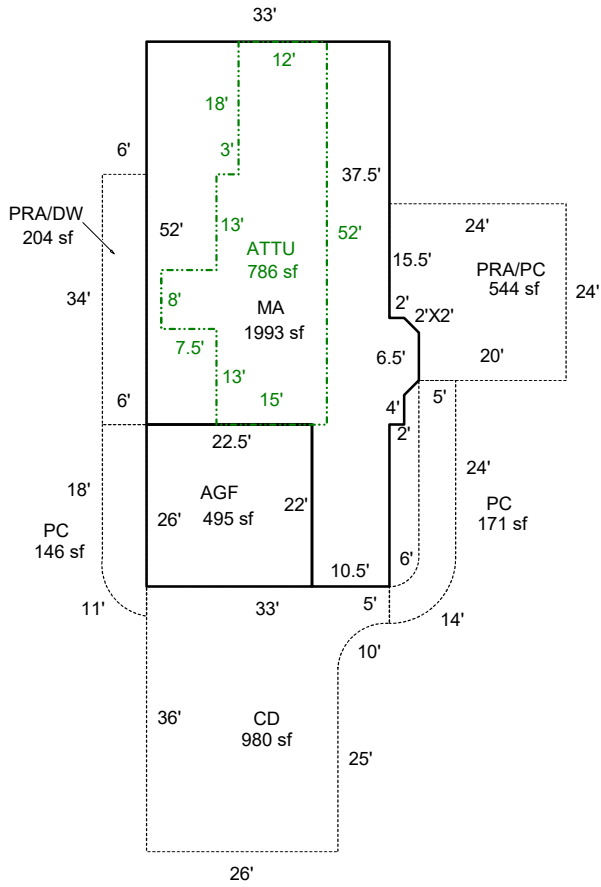 33'
12'
18'
6'
3'
37.5'
PRA/DW
204 sf
52'
13'
ATTU
786 sf
52'
15.5'
24'
PRA/PC
544 sf
24'
34'
8'
MA
1993 sf
2'
2'X2'
7.5'
6.5'
20'
6'
13'
15'
4'
5'
2'
22.5'
18'
24'
AGF
495 sf
26'
22'
PC
146 sf
PC
171 sf
10.5'
6'
11'
33'
5'
14'
10'
36'
CD
980 sf
25'
26'